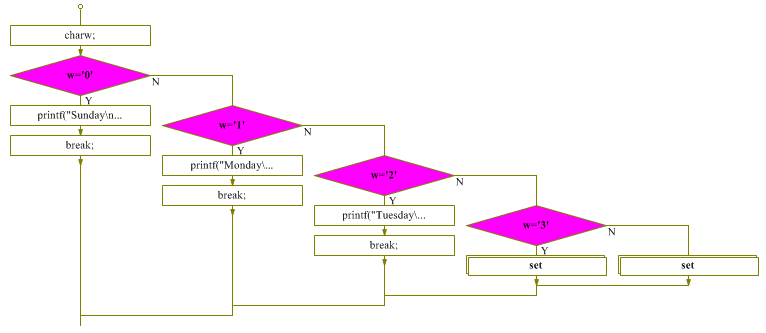 charw;
w='0'
N
Y
printf("Sunday\n...
break;
w='1'
N
Y
printf("Monday\...
break;
w='2'
N
Y
printf("Tuesday\...
break;
w='3'
N
Y
set
set